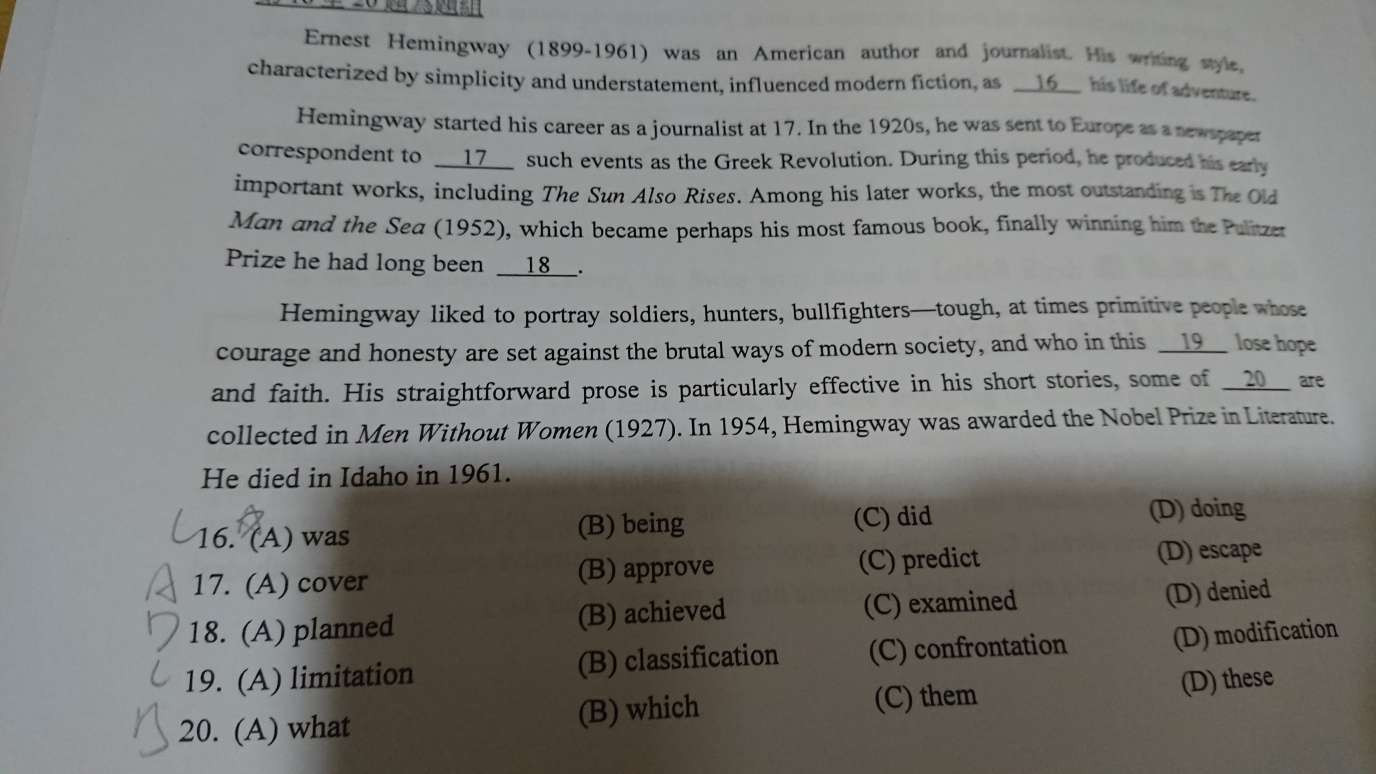 Ernest Hemingway (1899-1961) was an American author and journalist. His writing style,
characterized by simplicity and understatement, influenced modern fiction, as 16 his life of adventure.
Hemingway started his career as a journalist at 17. In the 1920s, he was sent to Europe as a newspaper
correspondent to 17 such events as the Greek Revolution. During this period, he produced his early
important works, including The Sun Also Rises. Among his later works, the most outstanding is The Old
Man and the Sea (1952), which became perhaps his most famous book, finally winning him the Pulitzer
Prize he had long been 18.
Hemingway liked to portray soldiers, hunters, bullfighters—tough, at times primitive people whose
courage and honesty are set against the brutal ways of modern society, and who in this 19 lose hope
and faith. His straightforward prose is particularly effective in his short stories, some of 20 are
collected in Men Without Women (1927). In 1954, Hemingway was awarded the Nobel Prize in Literature.
He died in Idaho in 1961.
C 16. (A) was (B) being (C) did (D) doing
A 17. (A) cover (B) approve (C) predict (D) escape
D 18. (A) planned (B) achieved (C) examined (D) denied
C 19. (A) limitation (B) classification (C) confrontation (D) modification
B 20. (A) what (B) which (C) them (D) these